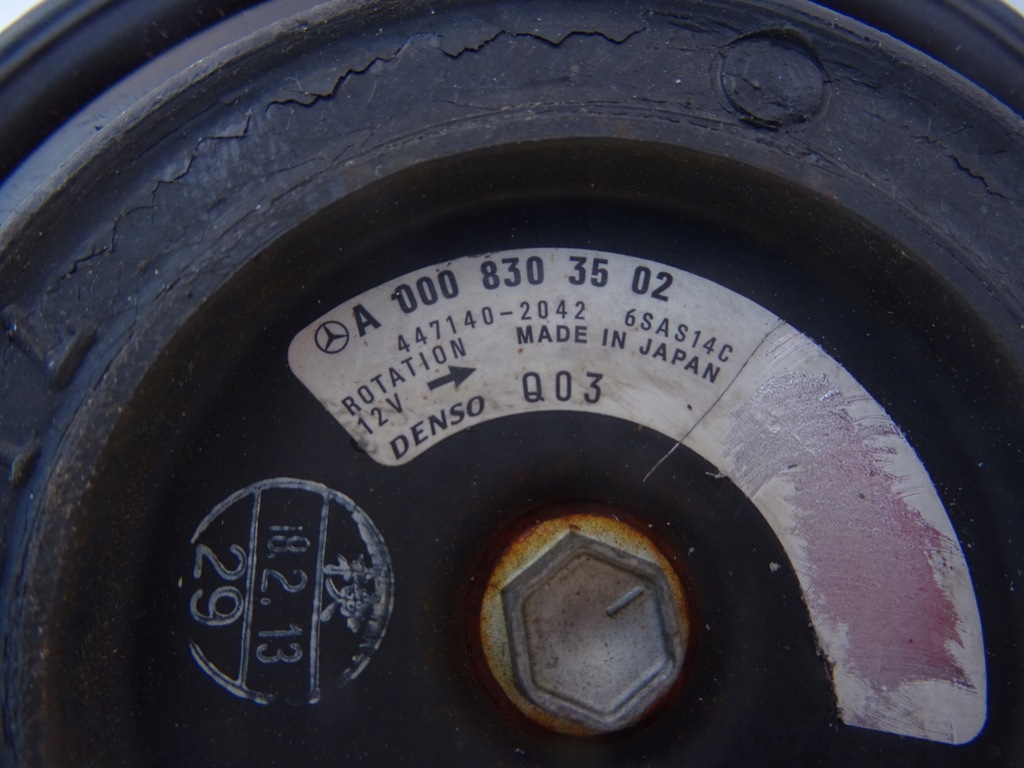 A 000 830 35 02
447140-2042 6SAS14C
ROTATION MADE IN JAPAN
12V
DENSO Q03
18.2.13
29